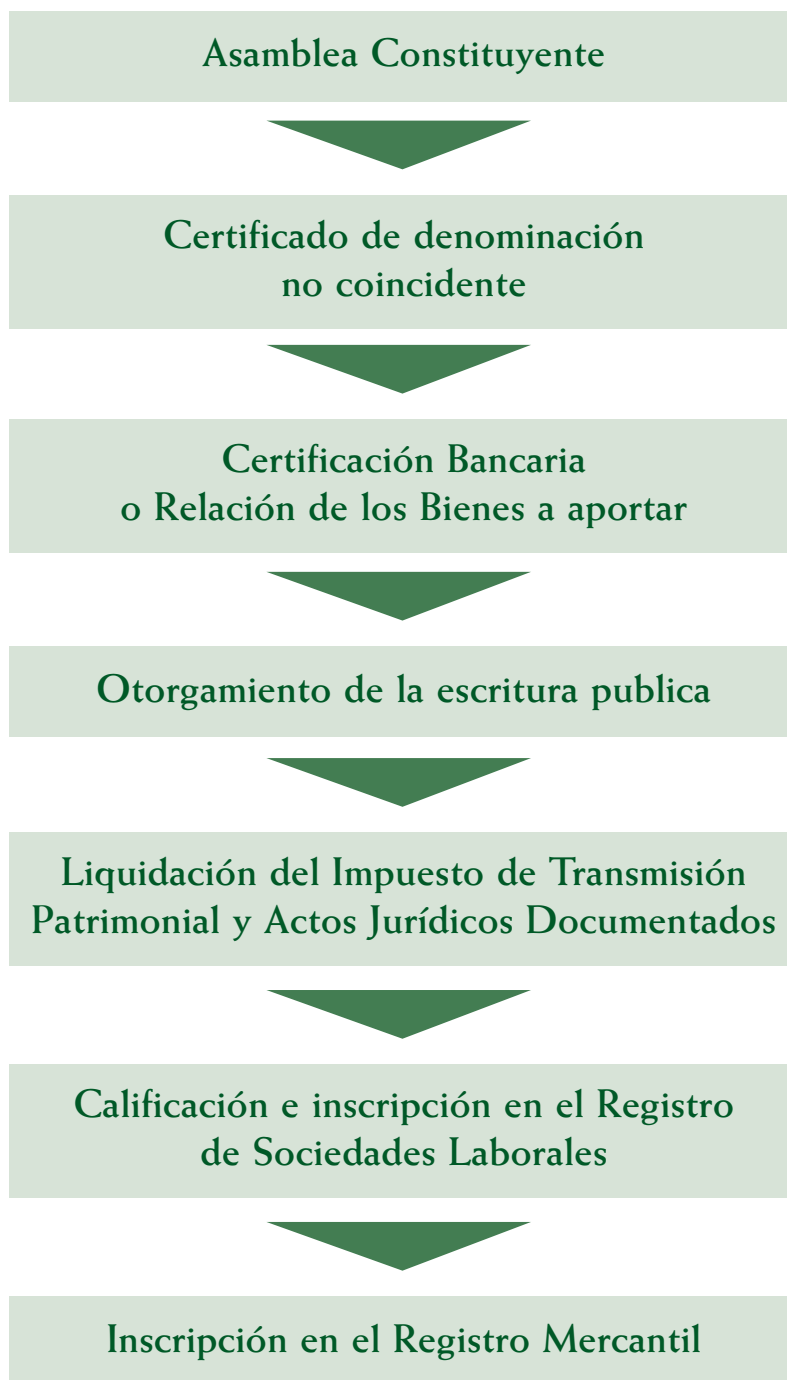 Asamblea Constituyente
Certificado de denominación
no coincidente
Certificación Bancaria
o Relación de los Bienes a aportar
Otorgamiento de la escritura publica
Liquidación del Impuesto de Transmisión
Patrimonial y Actos Jurídicos Documentados
Calificación e inscripción en el Registro
de Sociedades Laborales
Inscripción en el Registro Mercantil